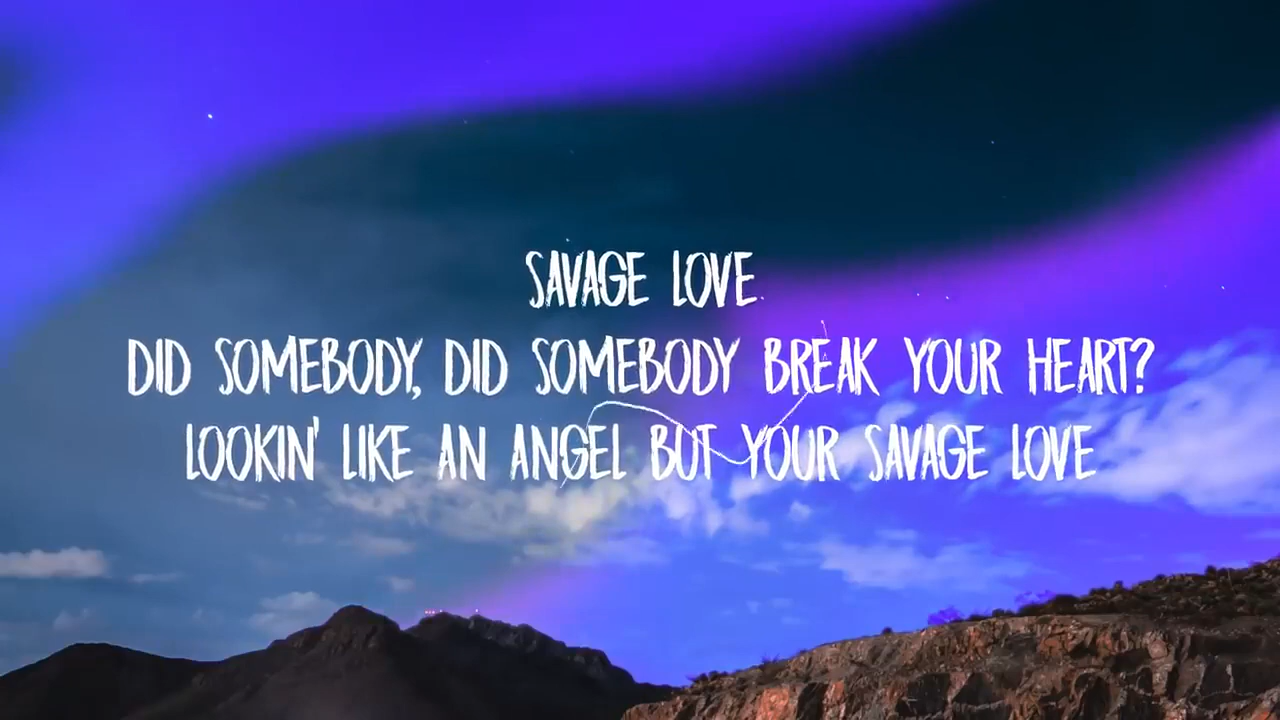 SAVAGE LOVE
DID SOMEBODY, DID SOMEBODY BREAK YOUR HEART?
LOOKIN' LIKE AN ANGEL BUT YOUR SAVAGE LOVE